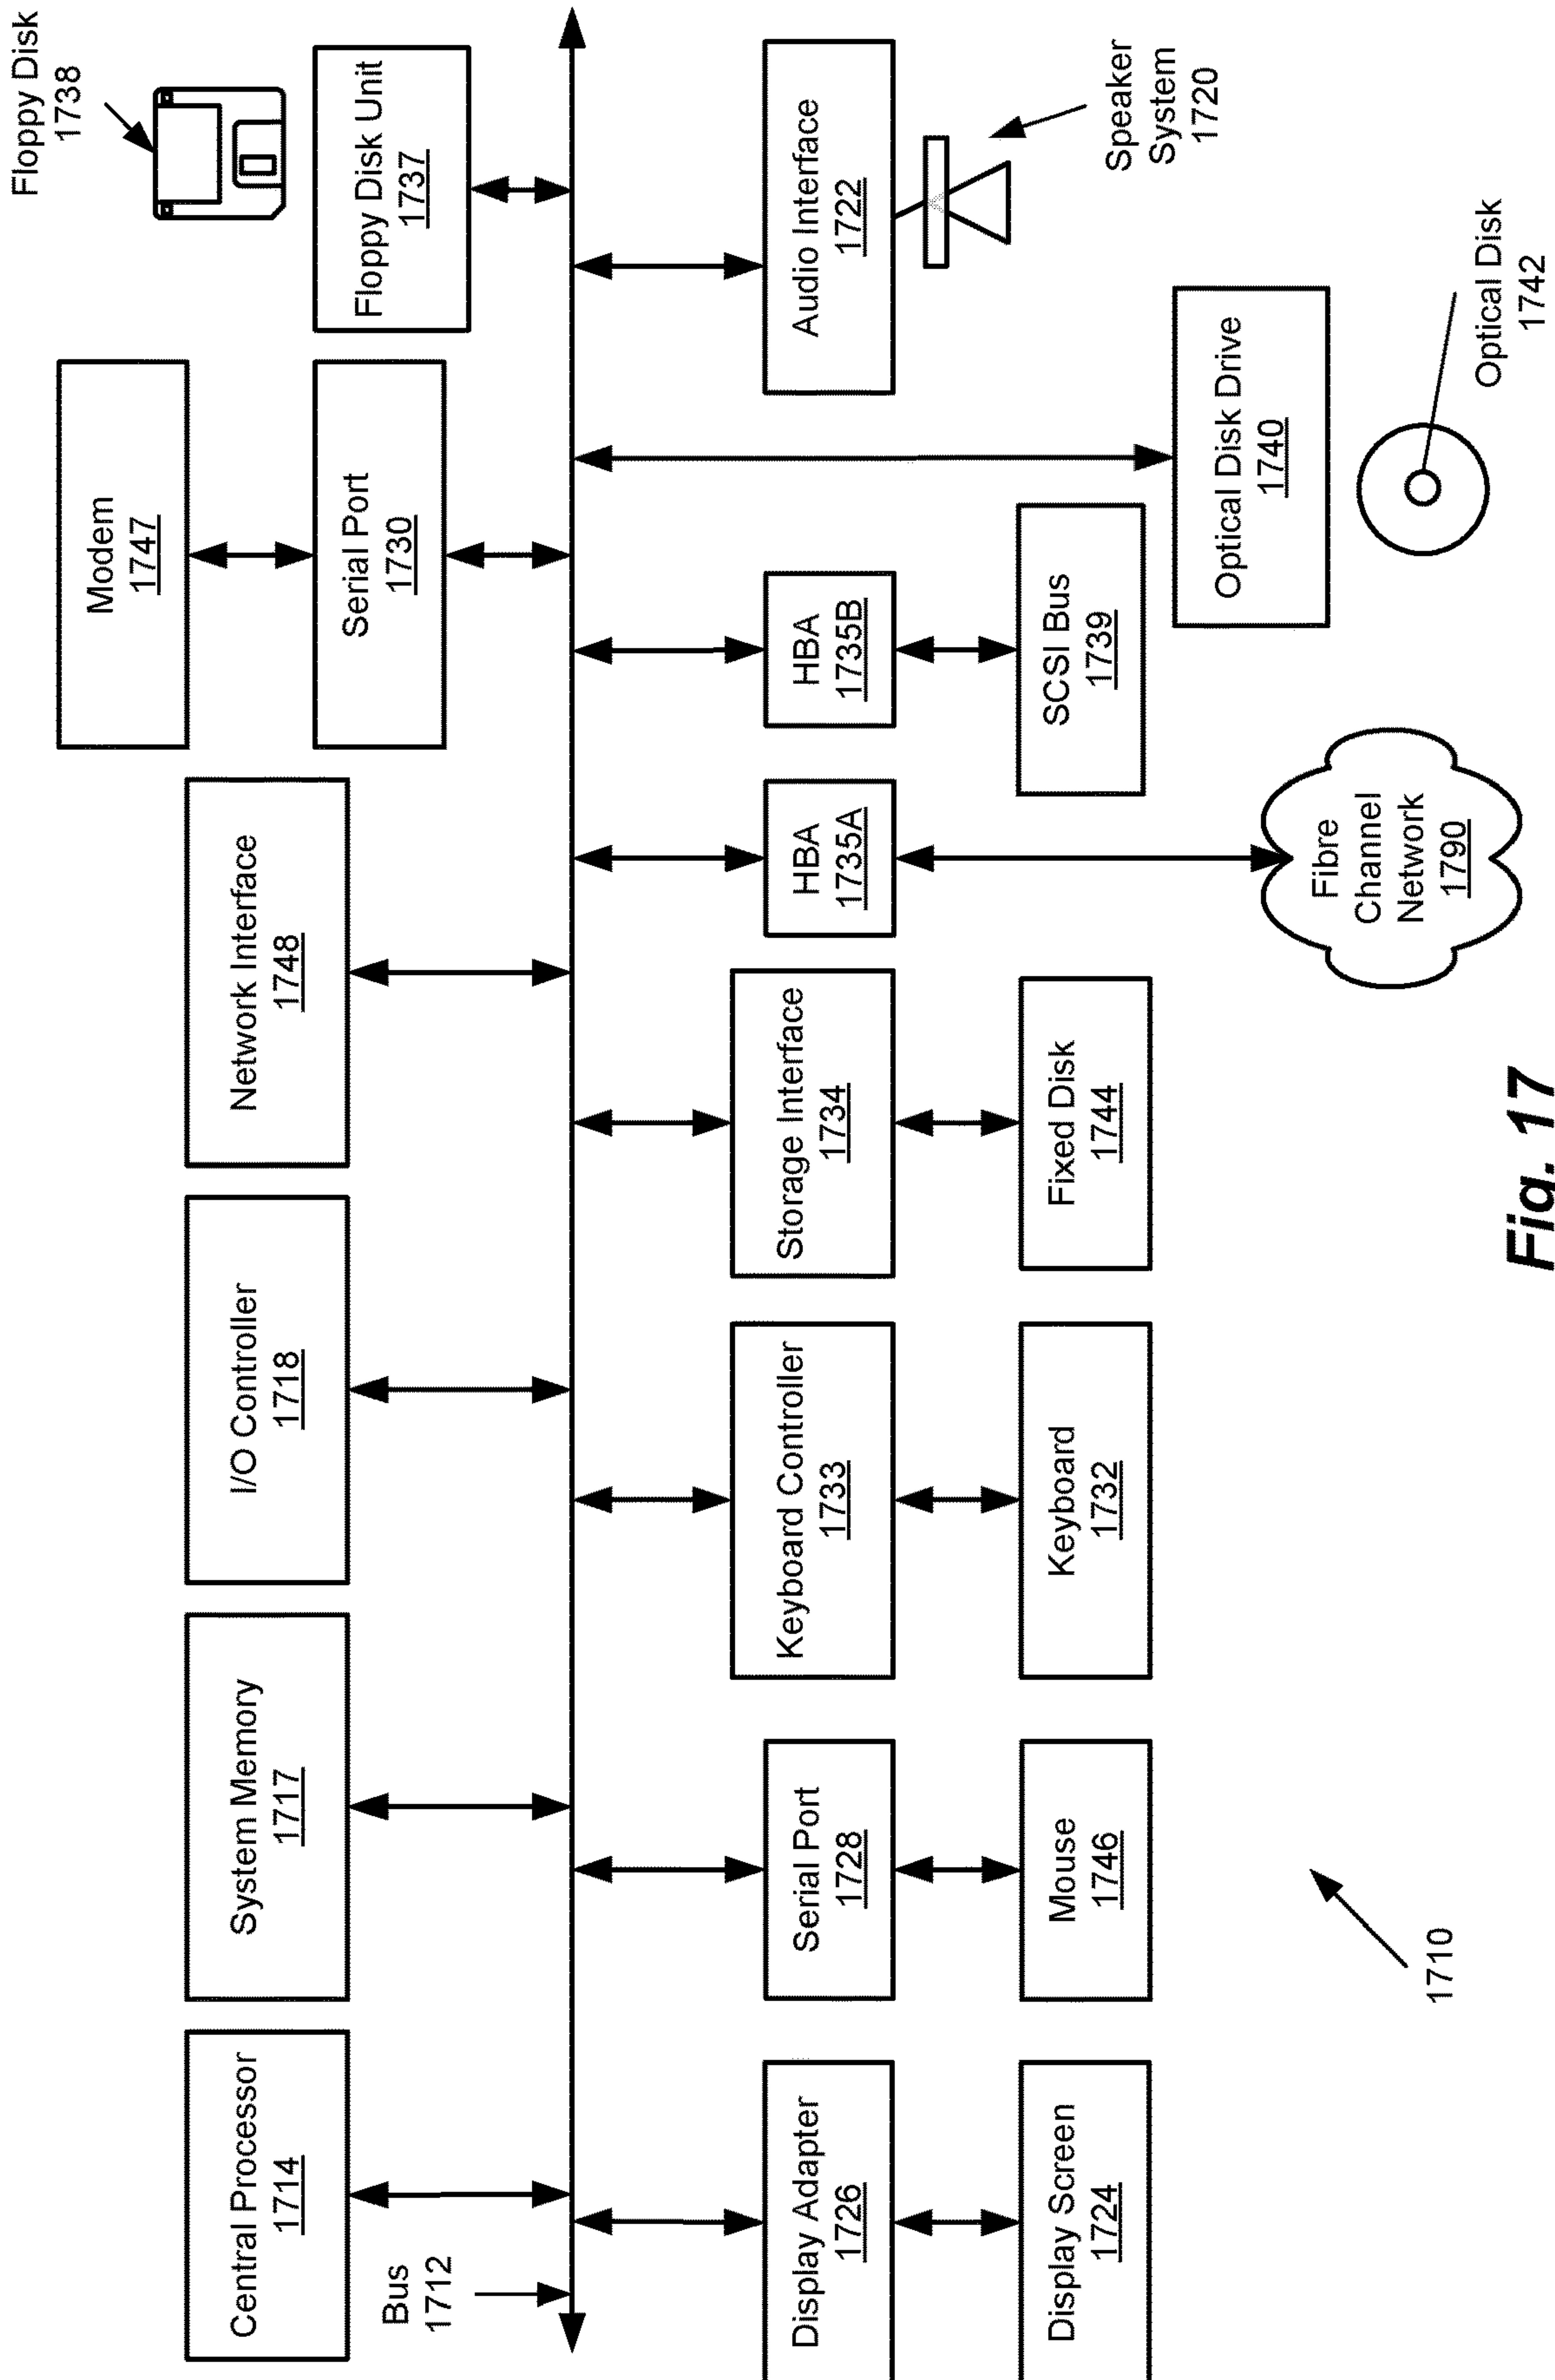 Central Processor
1714
System Memory
1717
I/O Controller
1718
Network Interface
1748
Modem
1747
Serial Port
1730
Floppy Disk
1738
Floppy Disk Unit
1737
Bus
1712
Display Adapter
1726
Display Screen
1724
Serial Port
1728
Mouse
1746
Keyboard Controller
1733
Keyboard
1732
Storage Interface
1734
Fixed Disk
1744
HBA
1735A
Fibre
Channel
Network
1790
HBA
1735B
SCSI Bus
1739
Optical Disk Drive
1740
Optical Disk
1742
Audio Interface
1722
Speaker
System
1720
1710
Fig. 17